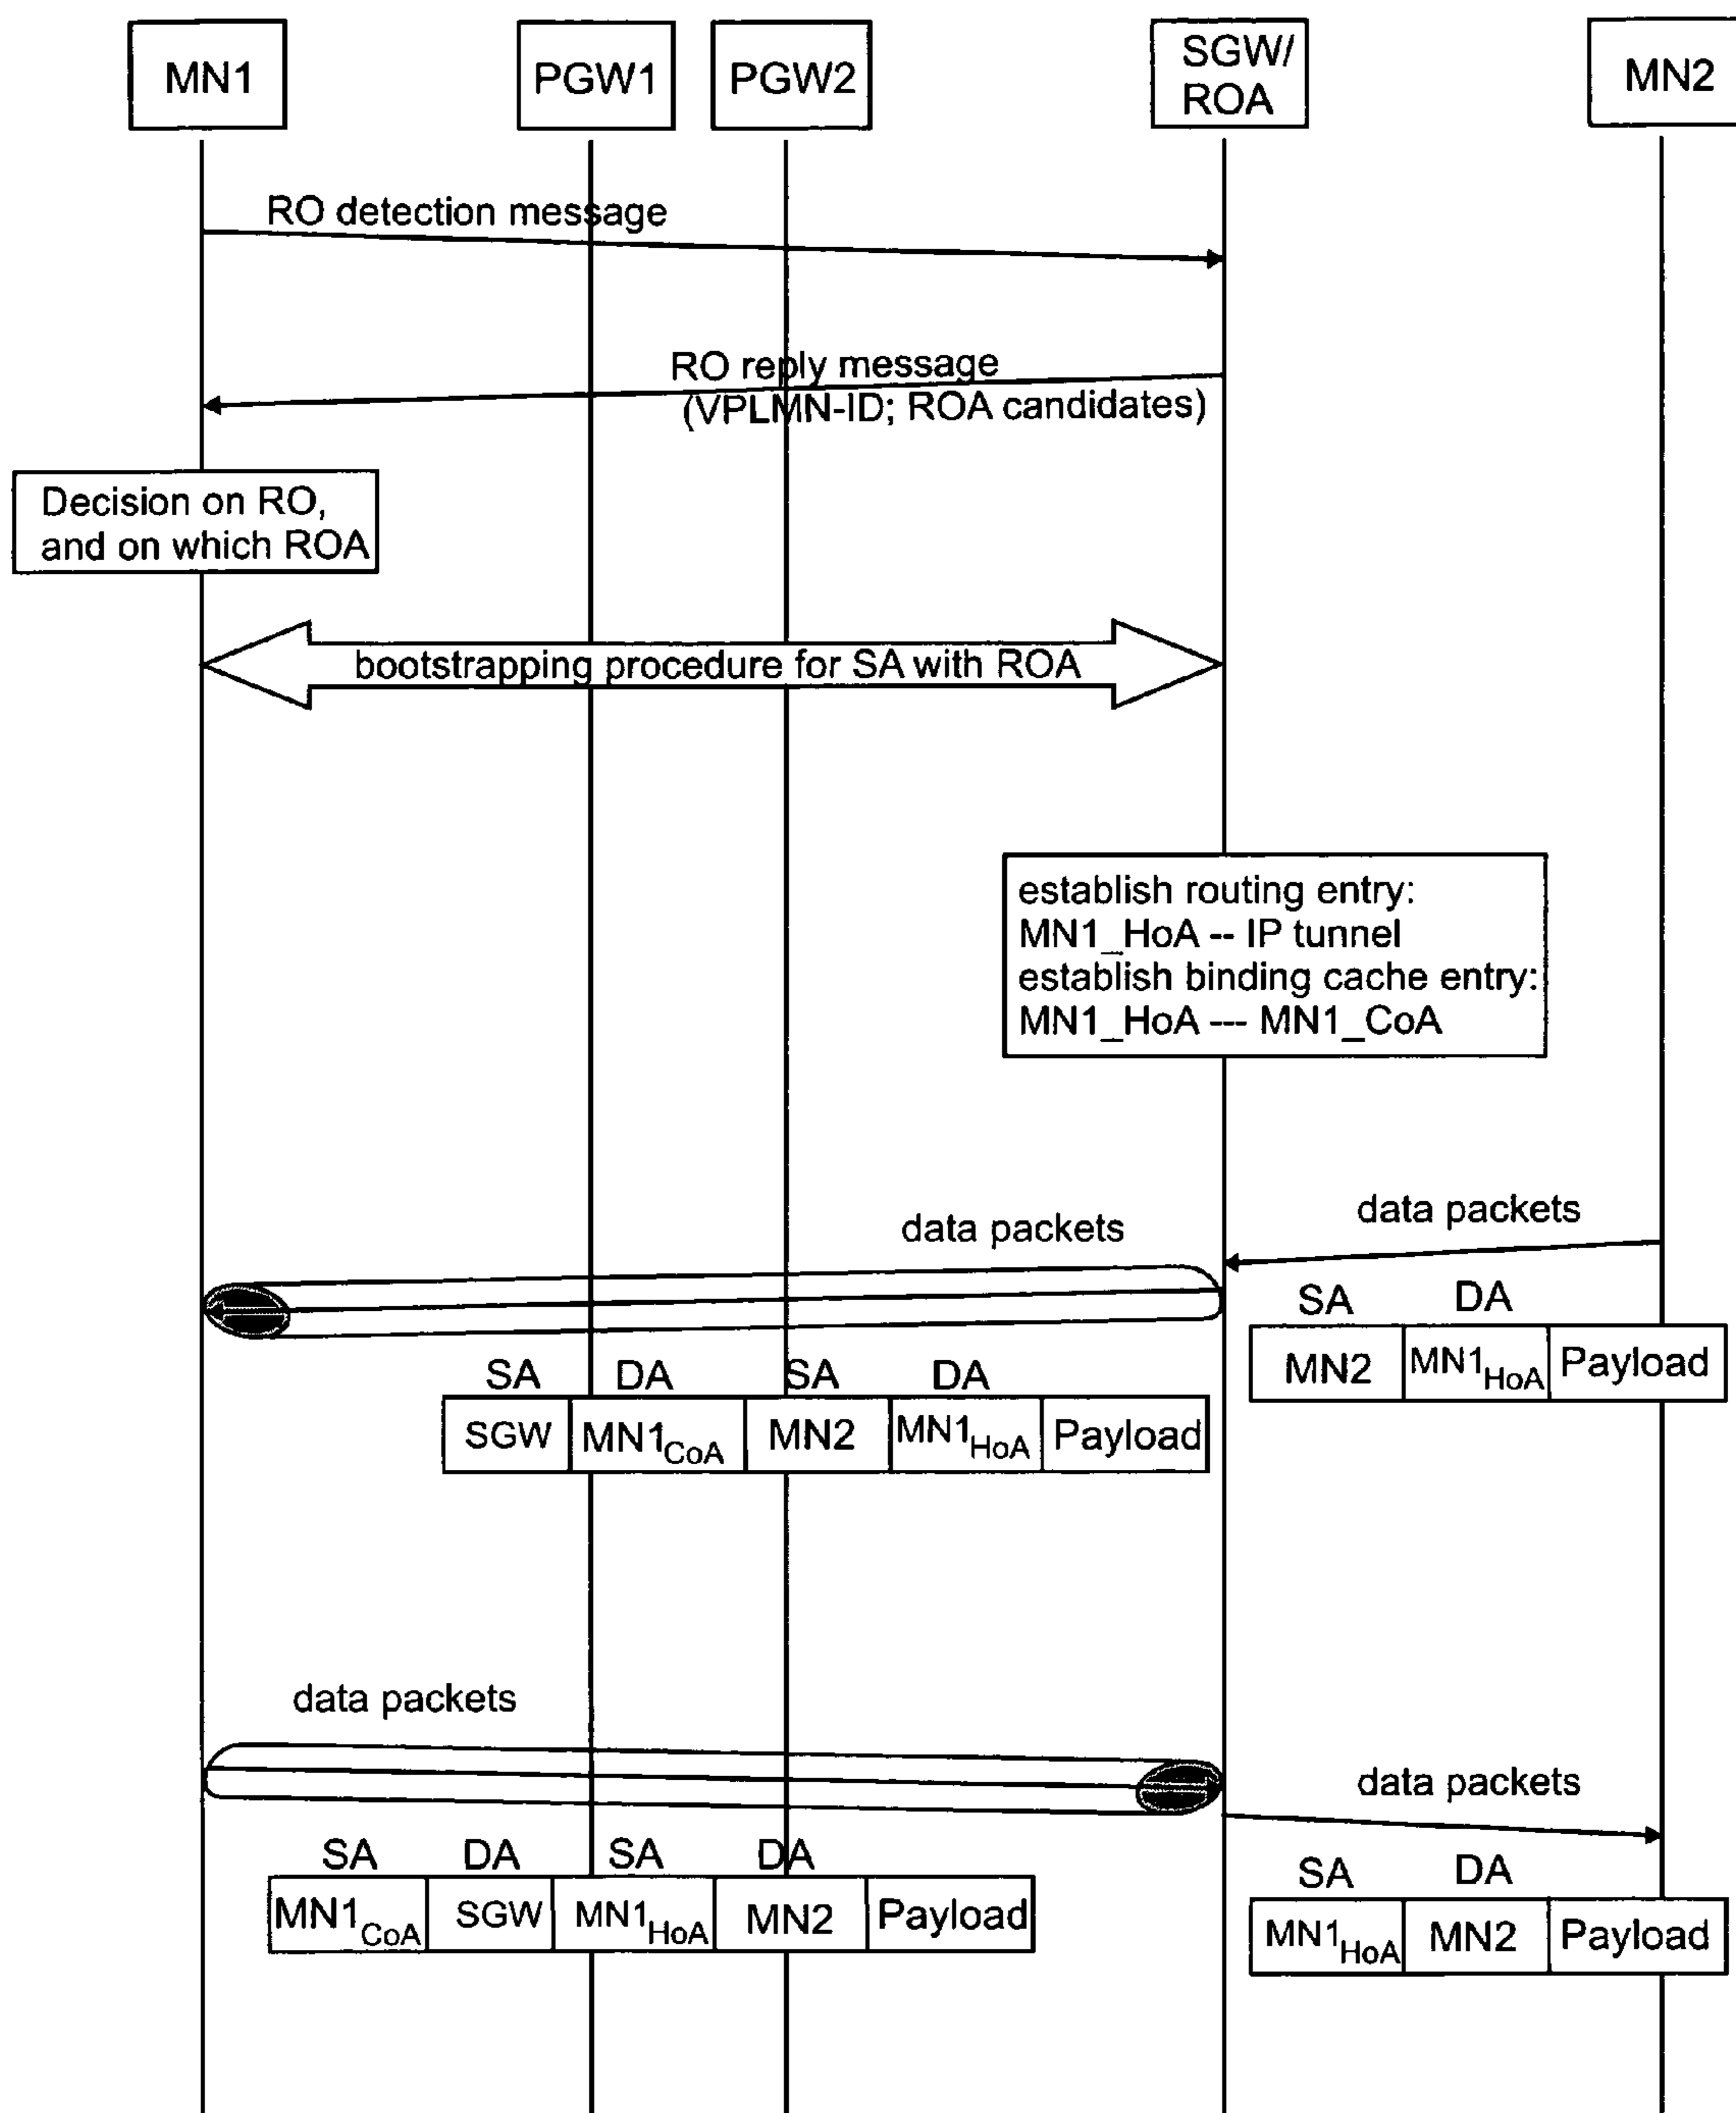 MN1
PGW1
PGW2
SGW/
ROA
MN2
RO detection message
RO reply message
(VPLMN-ID; ROA candidates)
Decision on RO,
and on which ROA
bootstrapping procedure for SA with ROA
establish routing entry:
MN1_HoA -- IP tunnel
establish binding cache entry:
MN1_HoA --- MN1_CoA
data packets
data packets
SA DA
MN2 MN1HoA Payload
SA DA SA DA
SGW MN1CoA MN2 MN1HoA Payload
data packets
data packets
SA DA SA DA
MN1CoA SGW MN1HoA MN2 Payload
SA DA
MN1HoA MN2 Payload